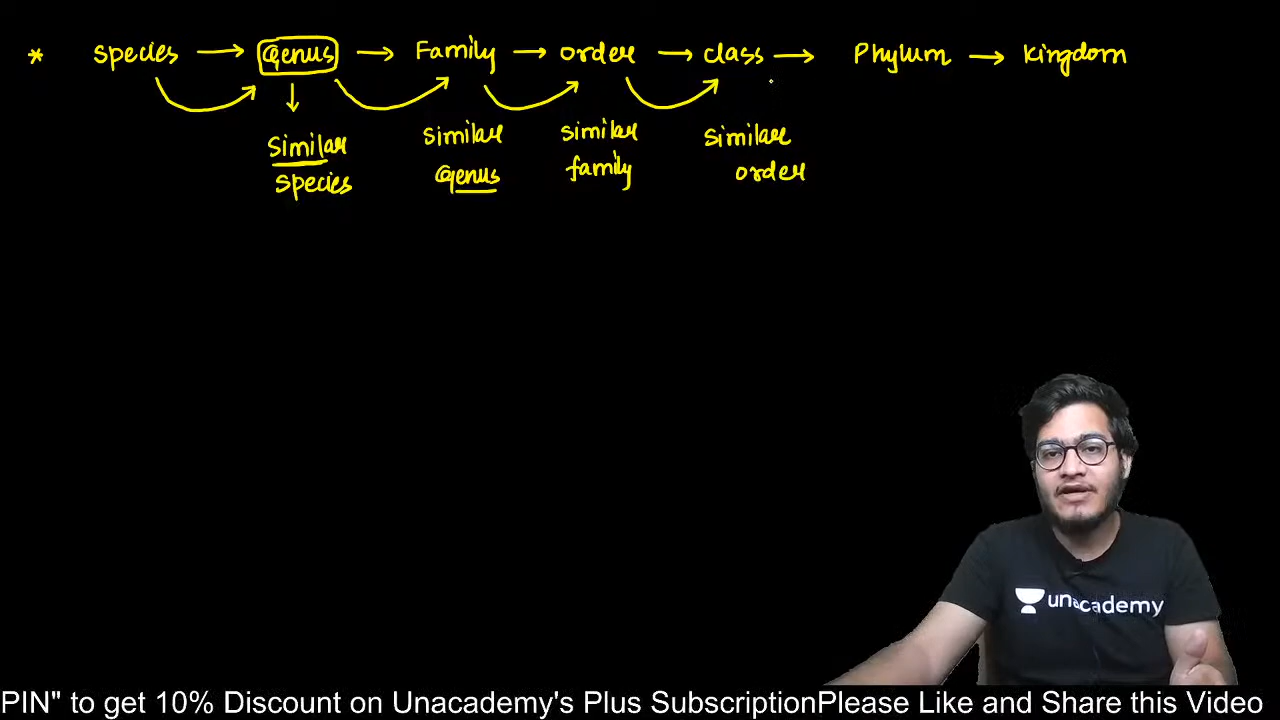 * Species → Genus → Family → order → class → Phylum → Kingdom
↓
Similar
Species
Similar
Genus
Similar
family
Similar
order
unacademy
PIN" to get 10% Discount on Unacademy's Plus SubscriptionPlease Like and Share this Video